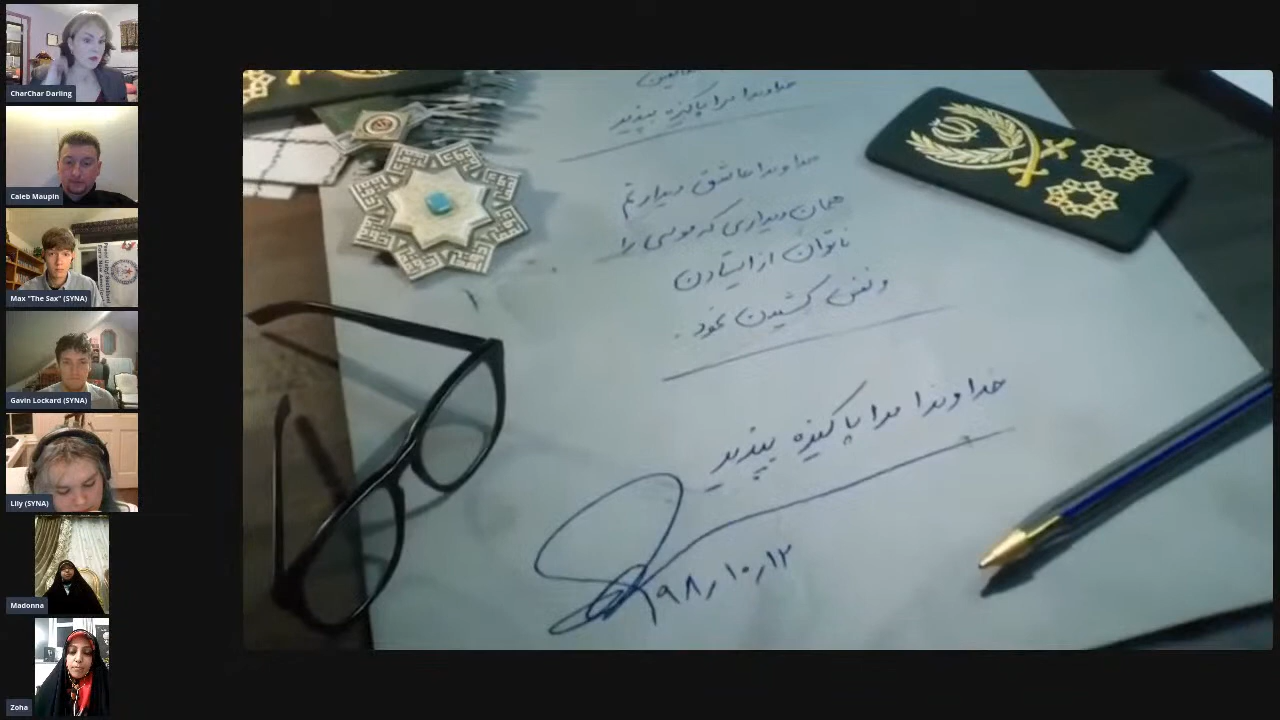 CharChar Darling
Caleb Maupin
Max "The Sax" (SYNA)
Gavin Lockard (SYNA)
Lily (SYNA)
Madonna
Zoha
خداوندا مرا پاکیزه بپذیر
خداوندا عاشق دیدارتم
همان دیداری که موسی را
ناتوان از ایستادن
و نفس کشیدن نمود.
خداوندا مرا پاکیزه بپذیر
۹۸٫۱۰٫۱۲